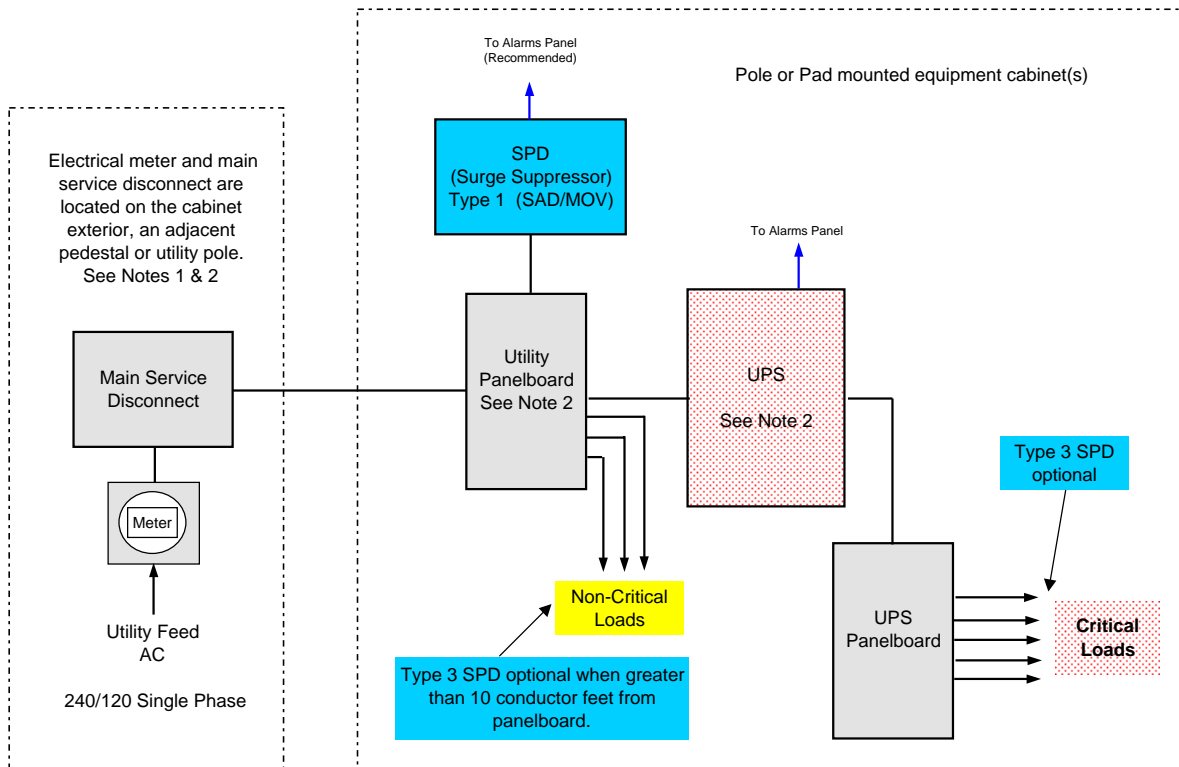 To Alarms Panel
(Recommended)
Pole or Pad mounted equipment cabinet(s)
Electrical meter and main
service disconnect are
located on the cabinet
exterior, an adjacent
pedestal or utility pole.
See Notes 1 & 2
SPD
(Surge Suppressor)
Type 1 (SAD/MOV)
To Alarms Panel
Main Service
Disconnect
Utility
Panelboard
See Note 2
UPS
See Note 2
Type 3 SPD
optional
Meter
Utility Feed
AC
240/120 Single Phase
Non-Critical
Loads
Type 3 SPD optional when greater
than 10 conductor feet from
panelboard.
UPS
Panelboard
Critical
Loads